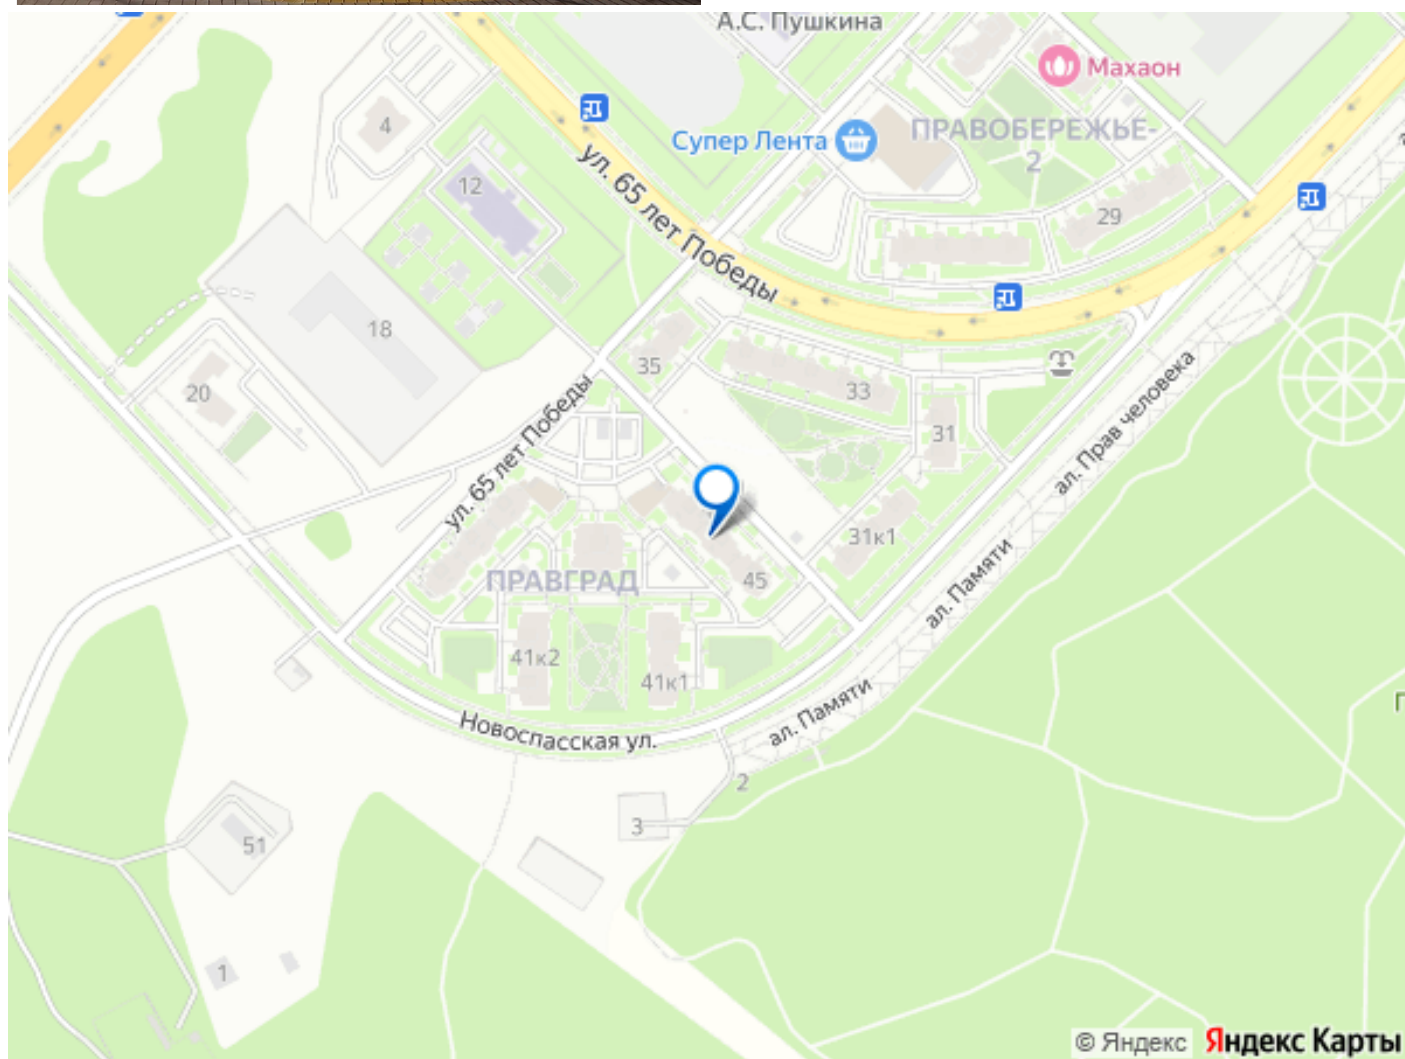 А.С. Пушкина
Махаон
4
Супер Лента
ПРАВОБЕРЕЖЬЕ-
2
12
ул. 65 лет Победы
29
18
35
20
33
31
ал. Прав человека
ул. 65 лет Победы
31к1
45
ПРАВГРАД
ал. Памяти
41к2
41к1
ал. Памяти
Новоспасская ул.
2
3
51
1
© Яндекс Яндекс Карты